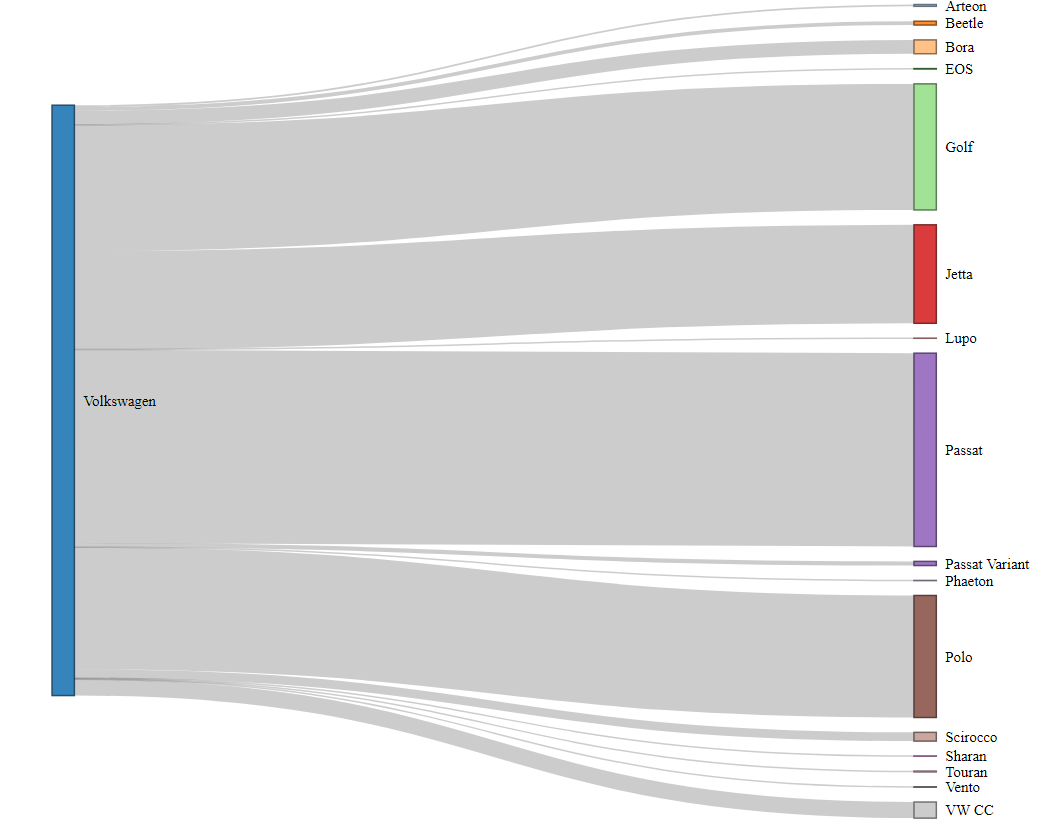 Arteon
Beetle
Bora
EOS
Golf
Jetta
Lupo
Volkswagen
Passat
Passat Variant
Phaeton
Polo
Scirocco
Sharan
Touran
Vento
VW CC